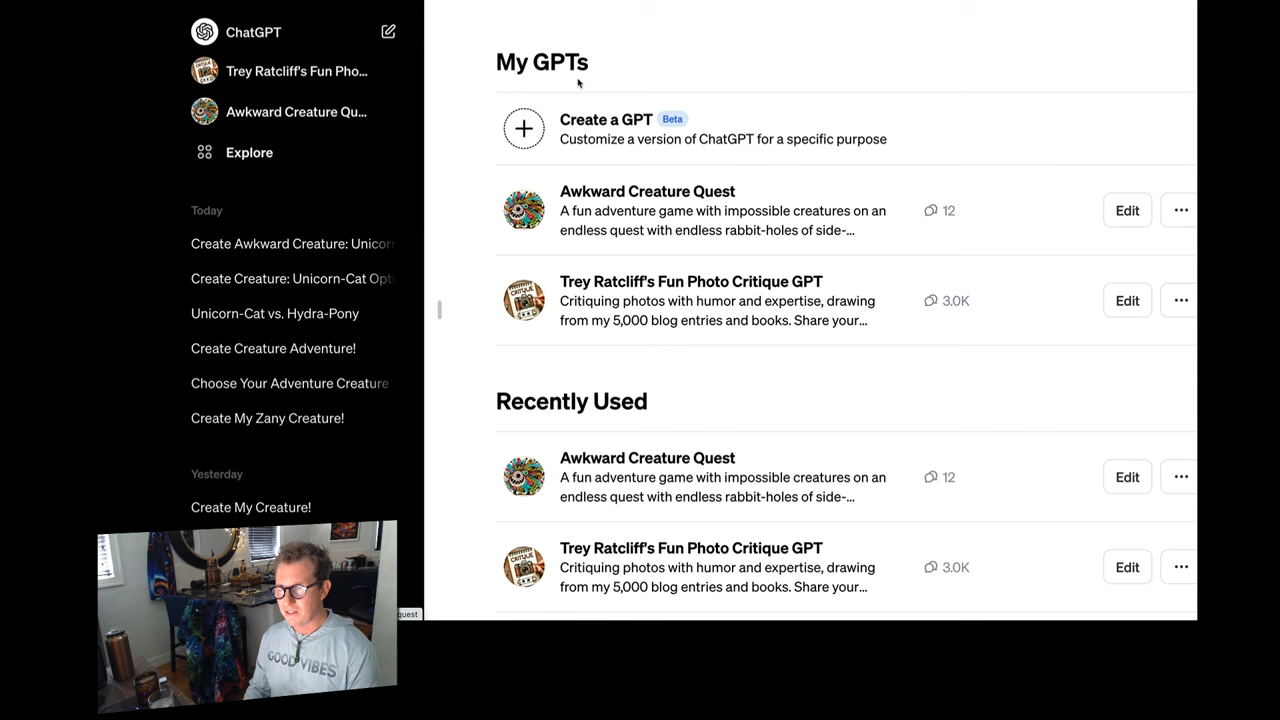 ChatGPT
Trey Ratcliff's Fun Pho...
Awkward Creature Qu...
Explore
Today
Create Awkward Creature: Unicorn
Create Creature: Unicorn-Cat Opti
Unicorn-Cat vs. Hydra-Pony
Create Creature Adventure!
Choose Your Adventure Creature
Create My Zany Creature!
Yesterday
Create My Creature!
quest
GOOD VIBES
My GPTs
Create a GPT Beta
Customize a version of ChatGPT for a specific purpose
Awkward Creature Quest
A fun adventure game with impossible creatures on an
endless quest with endless rabbit-holes of side-...
12
Edit
...
Trey Ratcliff's Fun Photo Critique GPT
Critiquing photos with humor and expertise, drawing
from my 5,000 blog entries and books. Share your...
3.0K
Edit
...
Recently Used
Awkward Creature Quest
A fun adventure game with impossible creatures on an
endless quest with endless rabbit-holes of side-...
12
Edit
...
Trey Ratcliff's Fun Photo Critique GPT
Critiquing photos with humor and expertise, drawing
from my 5,000 blog entries and books. Share your...
3.0K
Edit
...
CRITIQUE
CRITIQUE
CRITIQUE